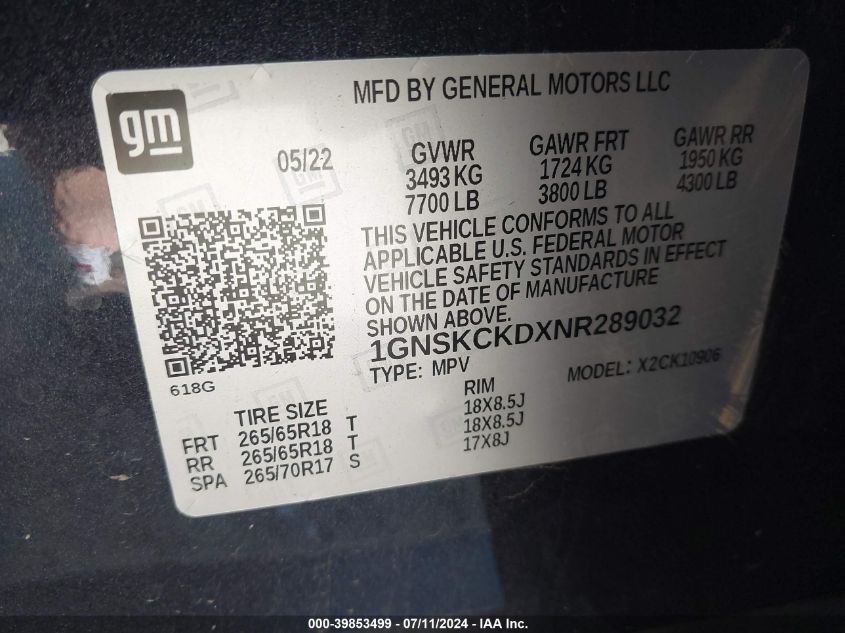 MFD BY GENERAL MOTORS LLC
gm
05/22
GVWR GAWR FRT GAWR RR
3493 KG 1724 KG 1950 KG
7700 LB 3800 LB 4300 LB
THIS VEHICLE CONFORMS TO ALL
APPLICABLE U.S. FEDERAL MOTOR
VEHICLE SAFETY STANDARDS IN EFFECT
ON THE DATE OF MANUFACTURE
SHOWN ABOVE.
1GNSKCKDXNR289032
TYPE: MPV MODEL: X2CK10906
618G
TIRE SIZE RIM
FRT 265/65R18 T 18X8.5J
RR 265/65R18 T 18X8.5J
SPA 265/70R17 S 17X8J
000-39853499 - 07/11/2024 - IAAI Inc.